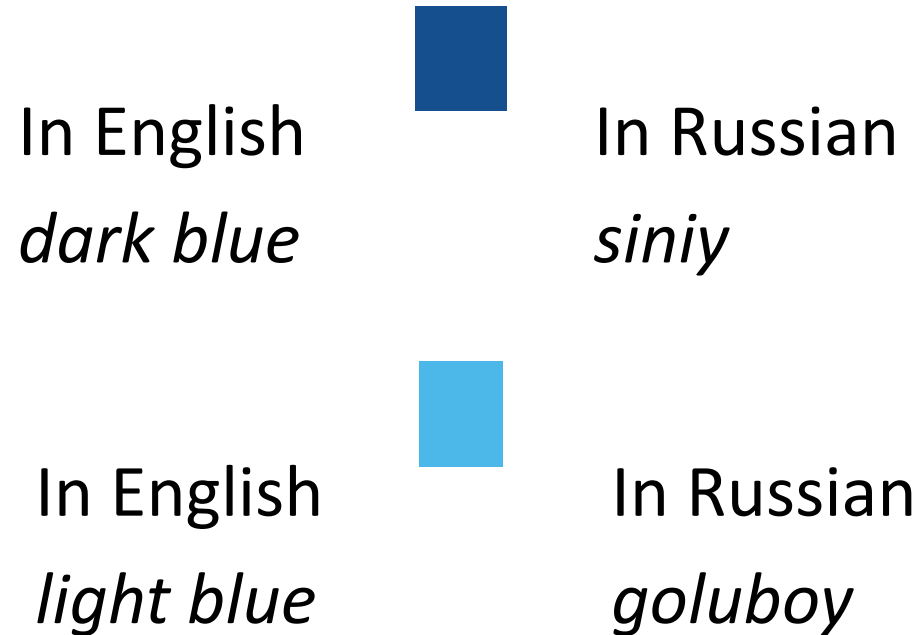 In English
In Russian
dark blue
siniy
In English
In Russian
light blue
goluboy